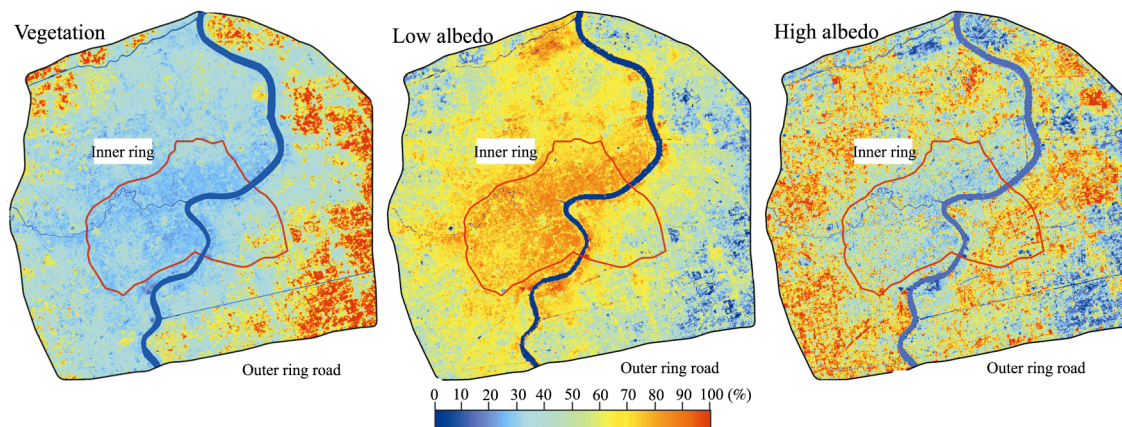 Vegetation
Low albedo
High albedo
Inner ring
Inner ring
Inner ring
Outer ring road
Outer ring road
Outer ring road
0 10 20 30 40 50 60 70 80 90 100 (%)